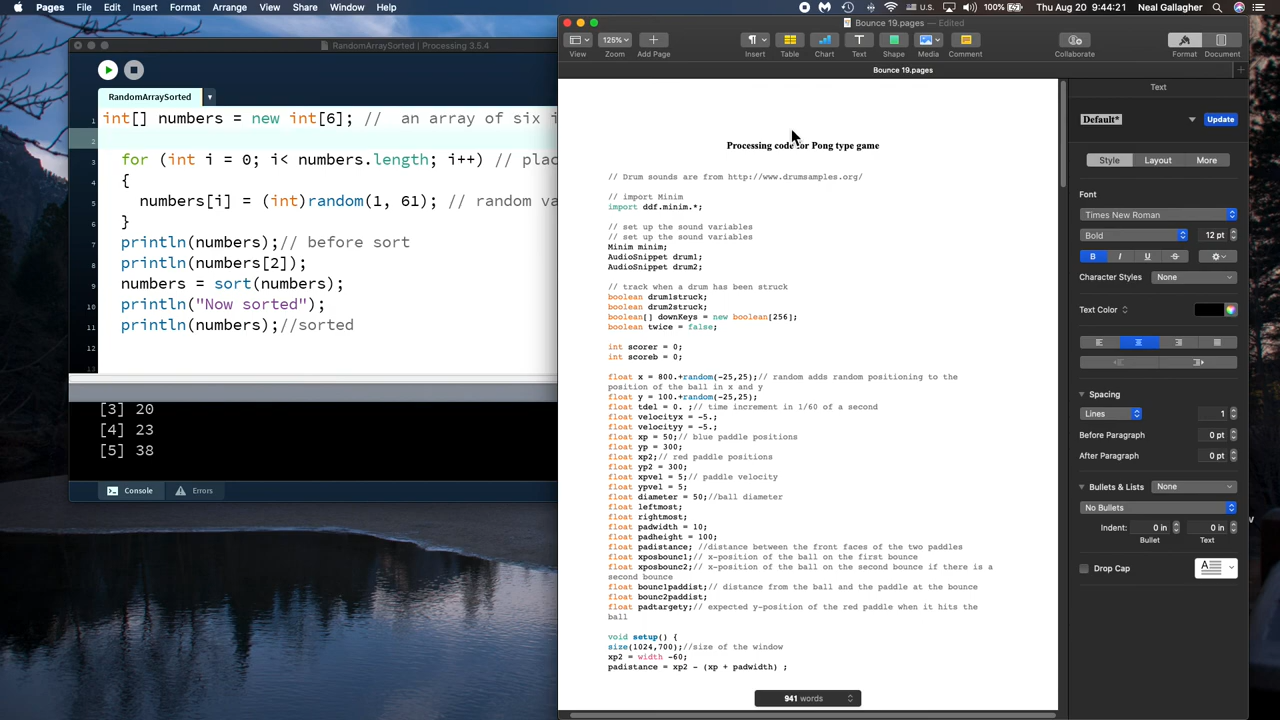 Pages File Edit Insert Format Arrange View Share Window Help
100% Tue Sep 20 9:44:21 AM Neal Gallagher
RandomArraySorted | Processing 3.5.4
RandomArraySorted
1 int[] numbers = new int[6]; // an array of six i
2
3 for (int i = 0; i< numbers.length; i++) // plac
4 {
5 numbers[i] = (int)random(1, 61); // random va
6 }
7 println(numbers);// before sort
8 println(numbers[2]);
9 numbers = sort(numbers);
10 println("Now sorted");
11 println(numbers);//sorted
12
13
[3] 20
[4] 23
[5] 38
Console Errors
Bounce 19.pages — Edited
125%
View Zoom Add Page Insert Table Chart Text Shape Media Comment Collaborate Format Document
Bounce 19.pages
Processing code for Pong type game
// Drum sounds are from http://www.drumsamples.org/
// import Minim
import ddf.minim.*;
// set up the sound variables
// set up the sound variables
Minim minim;
AudioSnippet drum1;
AudioSnippet drum2;
// track when a drum has been struck
boolean drum1struck;
boolean drum2struck;
boolean[] downKeys = new boolean[256];
boolean twice = false;
int scorer = 0;
int scoreb = 0;
float x = 800.+random(-25,25);// random adds random positioning to the
position of the ball in x and y
float y = 100.+random(-25,25);
float tdel = 0. ;// time increment in 1/60 of a second
float velocityx = -5.;
float velocityy = -5.;
float xp = 50;// blue paddle positions
float yp = 300;
float xp2;// red paddle positions
float yp2 = 300;
float xpvel = 5;// paddle velocity
float ypvel = 5;
float diameter = 50;//ball diameter
float leftmost;
float rightmost;
float padwidth = 10;
float padheight = 100;
float padistance; //distance between the front faces of the two paddles
float xposbounc1;// x-position of the ball on the first bounce
float xposbounc2;// x-position of the ball on the second bounce if there is a
second bounce
float bounc1paddist;// distance from the ball and the paddle at the bounce
float bounc2paddist;
float padtargety;// expected y-position of the red paddle when it hits the
ball
void setup() {
size(1024,700);//size of the window
xp2 = width -60;
padistance = xp2 - (xp + padwidth) ;
941 words
Text
Default* Update
Style Layout More
Font
Times New Roman
Bold 12 pt
B I U S
Character Styles None
Text Color
Spacing
Lines 1
Before Paragraph 0 pt
After Paragraph 0 pt
Bullets & Lists None
No Bullets
Indent: 0 in 0 in
Bullet Text
Drop Cap
A